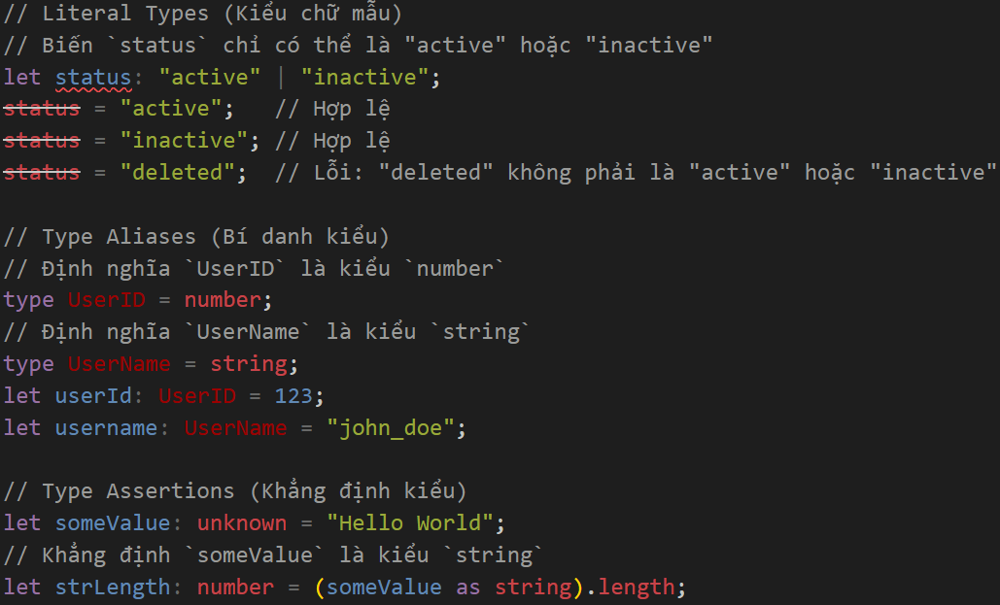 // Literal Types (Kiểu chữ mẫu)
// Biến `status` chỉ có thể là "active" hoặc "inactive"
let status: "active" | "inactive";
status = "active";   // Hợp lệ
status = "inactive"; // Hợp lệ
status = "deleted";  // Lỗi: "deleted" không phải là "active" hoặc "inactive"
// Type Aliases (Bí danh kiểu)
// Định nghĩa `UserID` là kiểu `number`
type UserID = number;
// Định nghĩa `UserName` là kiểu `string`
type UserName = string;
let userId: UserID = 123;
let username: UserName = "john_doe";
// Type Assertions (Khẳng định kiểu)
let someValue: unknown = "Hello World";
// Khẳng định `someValue` là kiểu `string`
let strLength: number = (someValue as string).length;